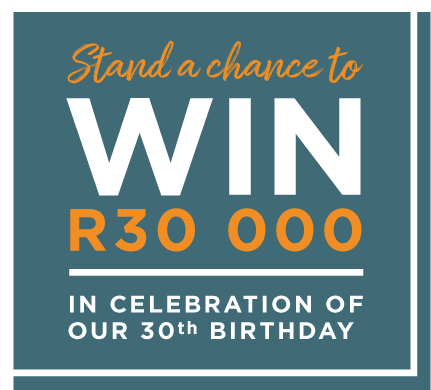 Stand a chance to
WIN
R30 000
IN CELEBRATION OF
OUR 30th BIRTHDAY